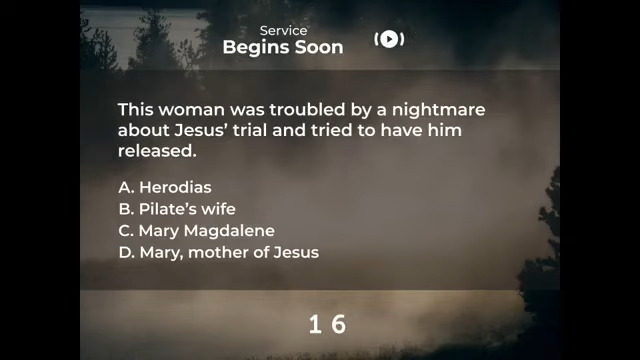 Service
Begins Soon
This woman was troubled by a nightmare
about Jesus’ trial and tried to have him
released.
A. Herodias
B. Pilate’s wife
C. Mary Magdalene
D. Mary, mother of Jesus
1 6